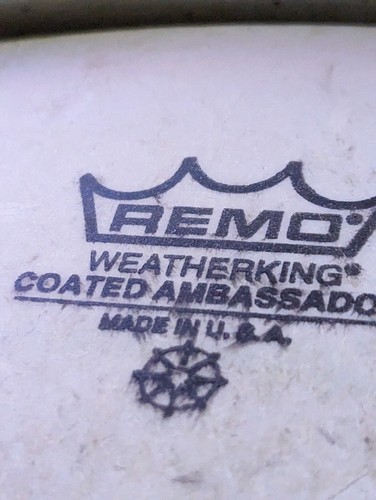 REMO®
WEATHERKING®
COATED AMBASSADO
MADE IN U.S.A.